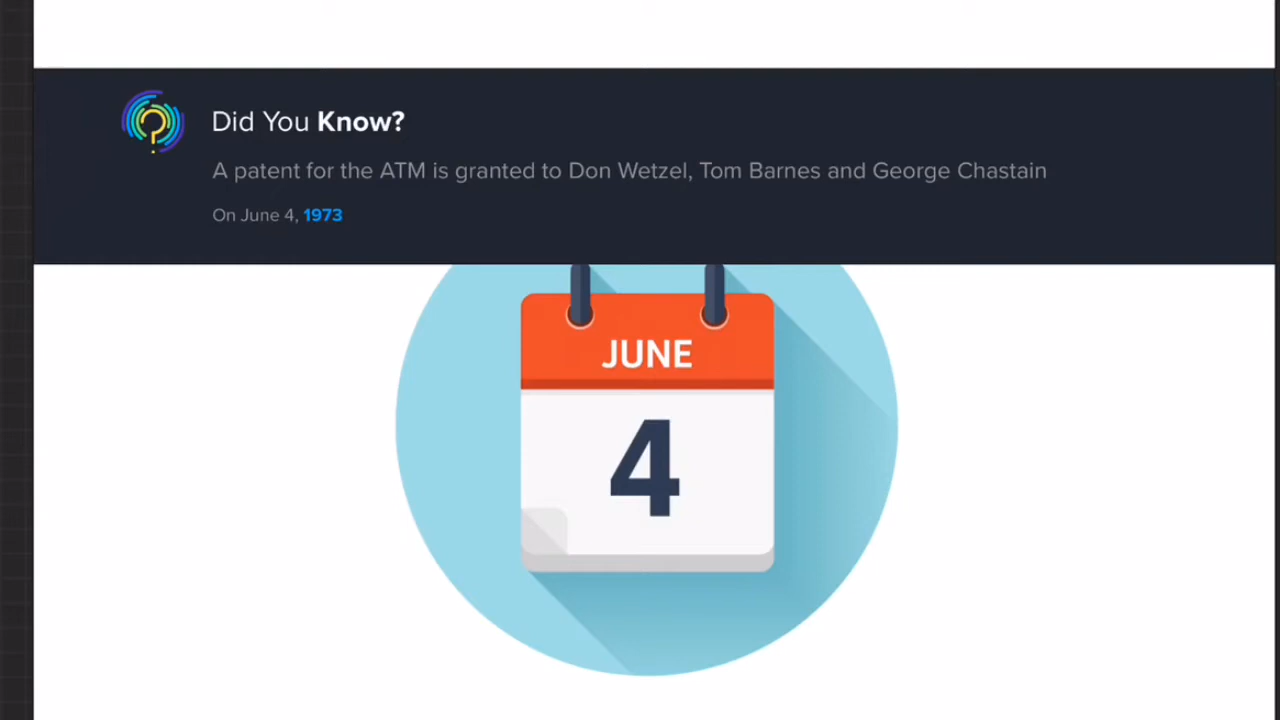 Did You Know?
A patent for the ATM is granted to Don Wetzel, Tom Barnes and George Chastain
On June 4, 1973
JUNE
4